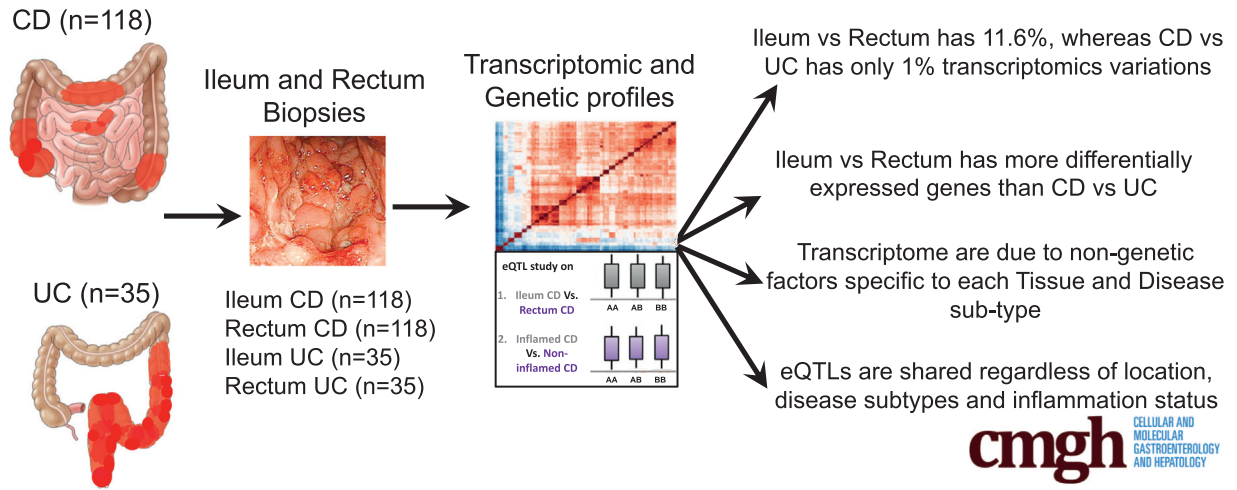 CD (n=118)
UC (n=35)
Ileum and Rectum
Biopsies
Ileum CD (n=118)
Rectum CD (n=118)
Ileum UC (n=35)
Rectum UC (n=35)
Transcriptomic and
Genetic profiles
eQTL study on
1. Ileum CD Vs.
Rectum CD
AA AB BB
2. Inflamed CD
Vs. Non-
inflamed CD
AA AB BB
Ileum vs Rectum has 11.6%, whereas CD vs
UC has only 1% transcriptomics variations
Ileum vs Rectum has more differentially
expressed genes than CD vs UC
Transcriptome are due to non-genetic
factors specific to each Tissue and Disease
sub-type
eQTLs are shared regardless of location,
disease subtypes and inflammation status
cmgh
CELLULAR AND
MOLECULAR
GASTROENTEROLOGY
AND HEPATOLOGY